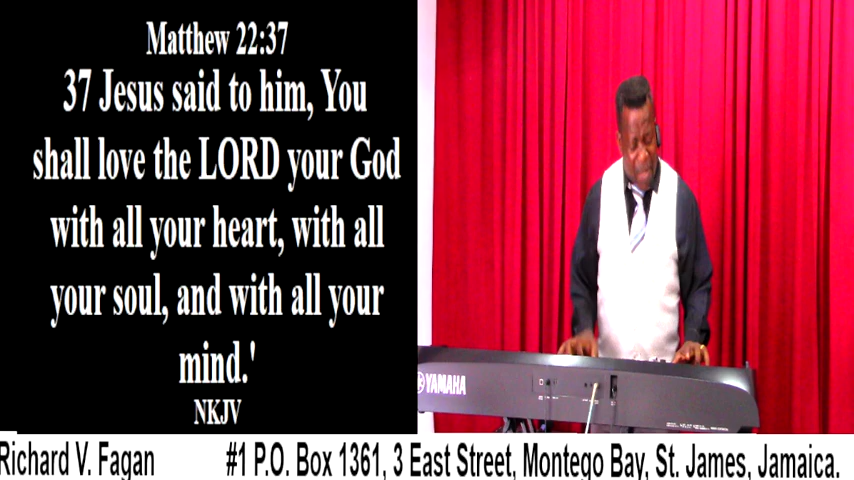 Matthew 22:37
37 Jesus said to him, You
shall love the LORD your God
with all your heart, with all
your soul, and with all your
mind.'
NKJV
YAMAHA
Richard V. Fagan #1 P.O. Box 1361, 3 East Street, Montego Bay, St. James, Jamaica.